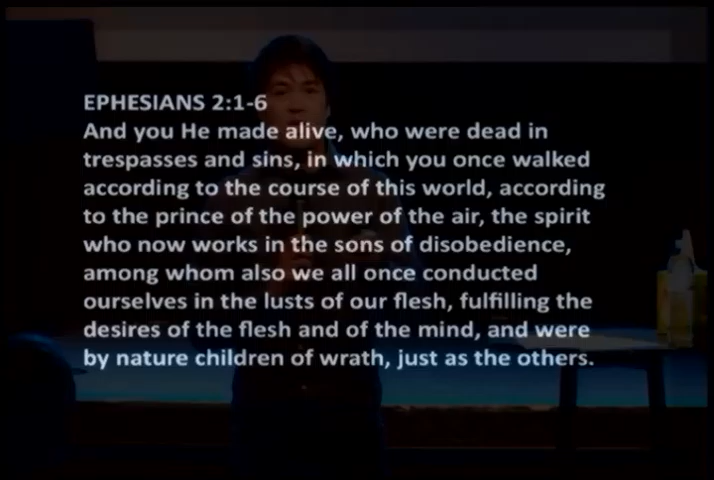 EPHESIANS 2:1-6
And you He made alive, who were dead in
trespasses and sins, in which you once walked
according to the course of this world, according
to the prince of the power of the air, the spirit
who now works in the sons of disobedience,
among whom also we all once conducted
ourselves in the lusts of our flesh, fulfilling the
desires of the flesh and of the mind, and were
by nature children of wrath, just as the others.